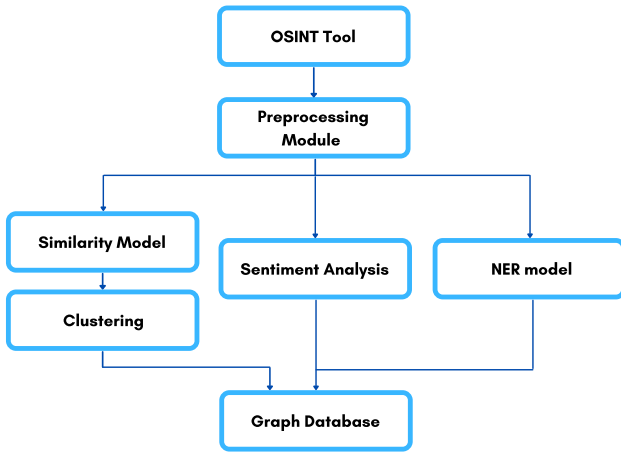 OSINT Tool
Preprocessing
Module
Similarity Model
Sentiment Analysis
NER model
Clustering
Graph Database